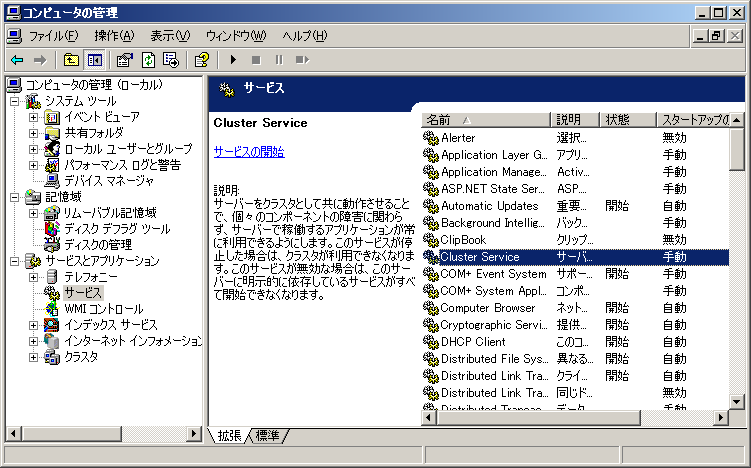 コンピュータの管理
ファイル(F) 操作(A) 表示(V) ウィンドウ(W) ヘルプ(H)
コンピュータの管理 (ローカル)
システム ツール
イベント ビューア
共有フォルダ
ローカル ユーザーとグループ
パフォーマンス ログと警告
デバイス マネージャ
記憶域
リムーバブル記憶域
ディスク デフラグ ツール
ディスクの管理
サービスとアプリケーション
テレフォニー
サービス
WMI コントロール
インデックス サービス
インターネット インフォメーション
クラスタ
サービス
Cluster Service
サービスの開始
説明:
サーバーをクラスタとして共に動作させること
で、個々のコンポーネントの障害に関わら
ず、サーバーで稼働するアプリケーションが常
に利用できるようにします。このサービスが停
止した場合は、クラスタが利用できなくなりま
す。このサービスが無効な場合は、このサー
バーに明示的に依存しているサービスがすべ
て開始できなくなります。
名前 説明 状態 スタートアップの
Alerter 選択... 無効
Application Layer G... アプリ... 手動
Application Manage... Activ... 手動
ASP.NET State Ser... ASP... 手動
Automatic Updates 重要... 開始 自動
Background Intellig... バック... 手動
ClipBook クリップ... 無効
Cluster Service サーバ... 手動
COM+ Event System サポー... 開始 手動
COM+ System Appl... コンポ... 手動
Computer Browser ネット... 開始 自動
Cryptographic Servi... 提供... 開始 自動
DHCP Client このコ... 開始 自動
Distributed File Sys... 異なる... 開始 自動
Distributed Link Tra... クライ... 開始 自動
Distributed Link Tra... 同じド... 無効
Distributed Transac... データ... 自動
拡張 標準